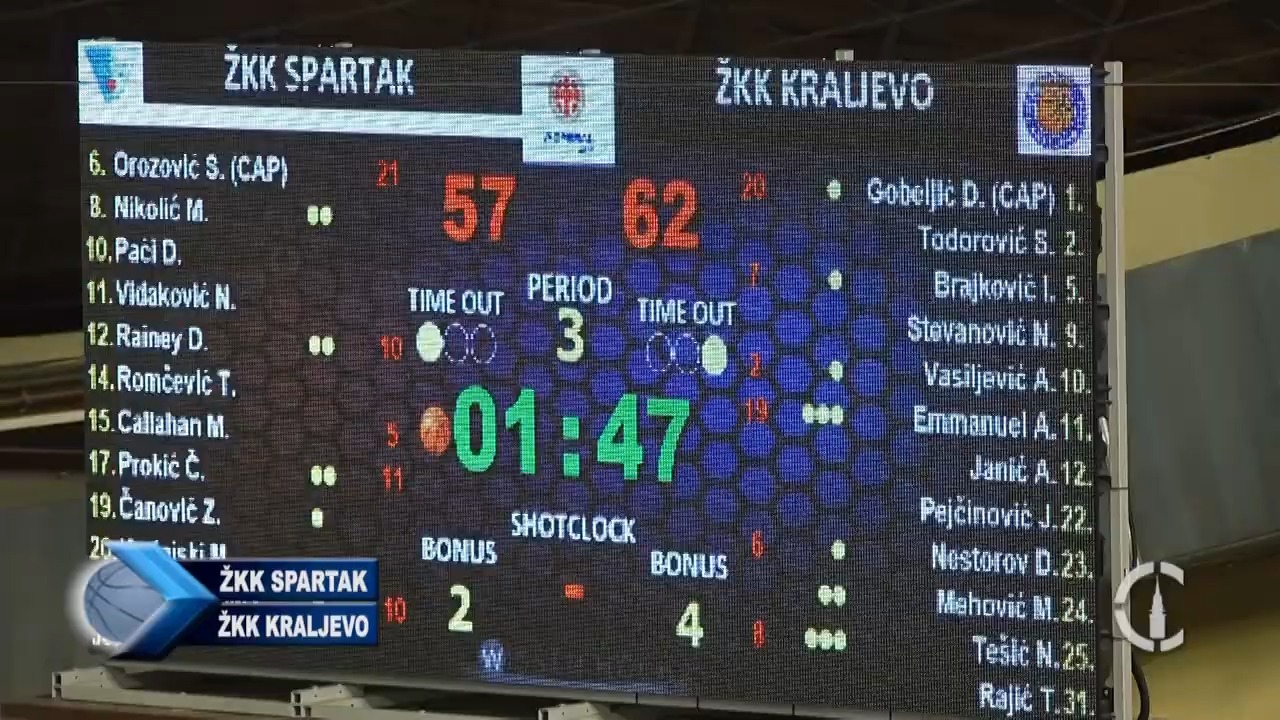 ŽKK SPARTAK
ŽKK KRALJEVO
6. Orozović S. (CAP) 21
8. Nikolić M.
10. Paći D.
11. Vidaković N.
12. Rainey D. 10
14. Romčević T.
15. Callahan M. 5
17. Prokić Č. 11
19. Čanović Z.
10
57
62
PERIOD
TIME OUT
3
TIME OUT
01:47
SHOTCLOCK
BONUS
2
BONUS
4
W
20 Gobeljić D. (CAP) 1.
Todorović S. 2.
7 Brajković I. 5.
Stevanović N. 9.
Vasiljević A. 10.
19 Emmanuel A. 11.
Janić A. 12.
Pejčinović J. 22.
6 Nestorov D. 23.
Mahović M. 24.
8 Tešić N. 25.
Rajić T. 31.
ŽKK SPARTAK
ŽKK KRALJEVO